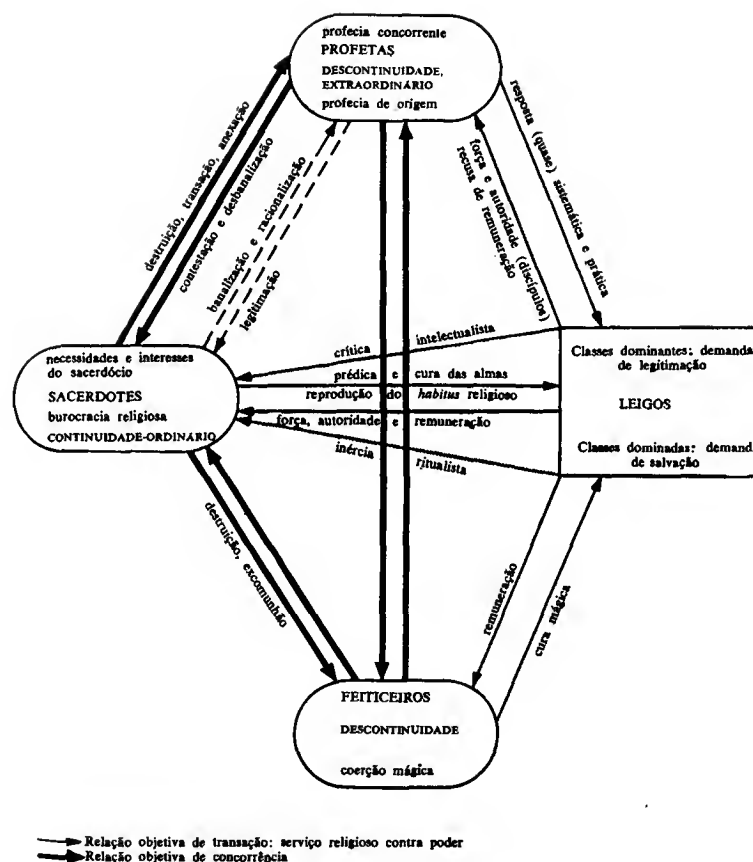 profecia concorrente
PROFETAS
DESCONTINUIDADE,
EXTRAORDINÁRIO
profecia de origem
destruição, transação, anexação
contestação e desbanalização
banalização e racionalização
legitimação
força e autoridade (discípulos)
recusa de remuneração
resposta (quase) sistemática e prática
necessidades e interesses
do sacerdócio
SACERDOTES
burocracia religiosa
CONTINUIDADE-ORDINÁRIO
crítica intelectualista
prédica e cura das almas
reprodução do habitus religioso
força, autoridade e remuneração
inércia ritualista
Classes dominantes: demanda
de legitimação
LEIGOS
Classes dominadas: demand
de salvação
destruição, excomunhão
remuneração
cura mágica
FEITICEIROS
DESCONTINUIDADE
coerção mágica
Relação objetiva de transação: serviço religioso contra poder
Relação objetiva de concorrência